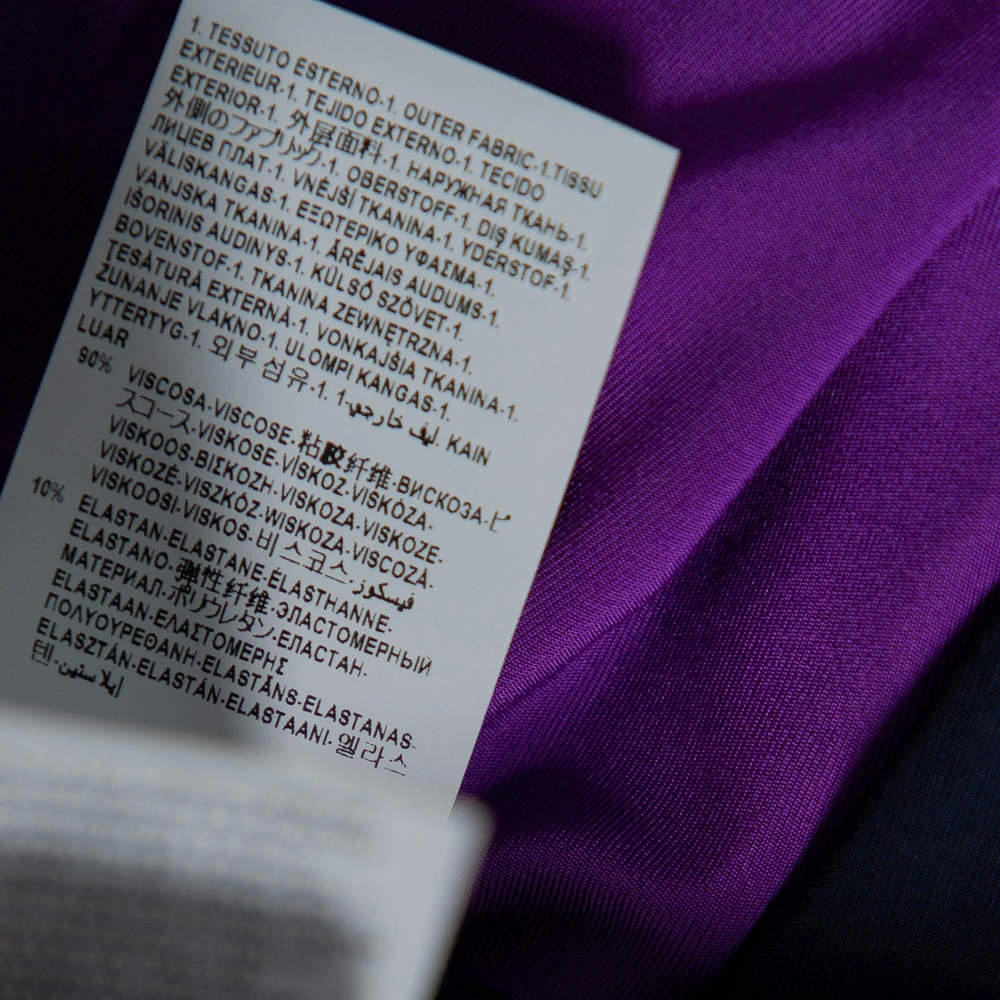 1. TESSUTO ESTERNO-1. OUTER FABRIC-1.TISSU
EXTERIEUR-1. TEJIDO EXTERNO-1. TECIDO
EXTERIOR-1. 外层面料-1. НАРУЖНАЯ ТКАНЬ-1.
外側のファブリック-1. OBERSTOFF-1. DIŞ KUMAŞ-1.
ЛИЦЕВ ПЛАТ-1. VNĚJŠÍ TKANINA-1. YDERSTOF-1.
VÄLISKANGAS-1. ΕΞΩΤΕΡΙΚΟ ΥΦΑΣΜΑ-1.
VANJSKA TKANINA-1. ĀRĒJAIS AUDUMS-1.
IŠORINIS AUDINYS-1. KÜLSŐ SZÖVET-1.
BOVENSTOF-1. TKANINA ZEWNĘTRZNA-1.
ŢESĂTURĂ EXTERNĂ-1. VONKAJŠIA TKANINA-1.
ZUNANJE VLAKNO-1. ULOMPI KANGAS-1.
YTTERTYG-1. 외부 섬유-1. 1.ليف خارجي. KAIN
LUAR
90% VISCOSA-VISCOSE-粘胶纤维-ВИСКОЗА-ビ
スコース-VISKOSE-VİSKOZ-VISKÓZA-
VISKOOS-ΒΙΣΚΟΖΗ-VISKOZA-VISKOZE-
VISKOZĖ-VISZKÓZ-WISKOZA-VISCOZĂ-
VISKOOSI-VISKOS-비스코스-فيسكوز
10% ELASTAN-ELASTANE-ÉLASTHANNE-
ELASTANO-弹性纤维-ЭЛАСТОМЕРНЫЙ
МАТЕРИАЛ-ポリウレタン-ЕЛАСТАН-
ELASTAAN-ΕΛΑΣΤΟΜΕΡΗΣ
ΠΟΛΥΟΥΡΕΘΑΝΗ-ELASTĀNS-ELASTANAS-
ELASZTÁN-ELASTÁN-ELASTAANI-엘라스
텐-إيلاستين